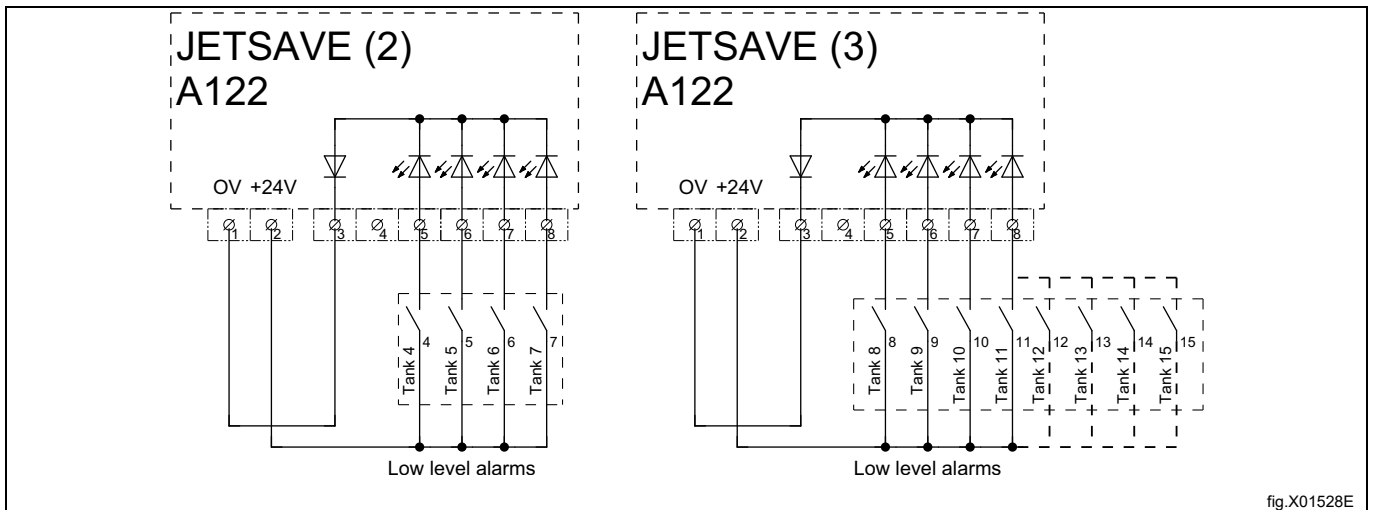 JETSAVE (2)
A122
OV +24V
1 2 3 4 5 6 7 8
Tank 4 4 Tank 5 5 Tank 6 6 Tank 7 7
Low level alarms
JETSAVE (3)
A122
OV +24V
1 2 3 4 5 6 7 8
Tank 8 8 Tank 9 9 Tank 10 10 Tank 11 11 Tank 12 12 Tank 13 13 Tank 14 14 Tank 15 15
Low level alarms
fig.X01528E